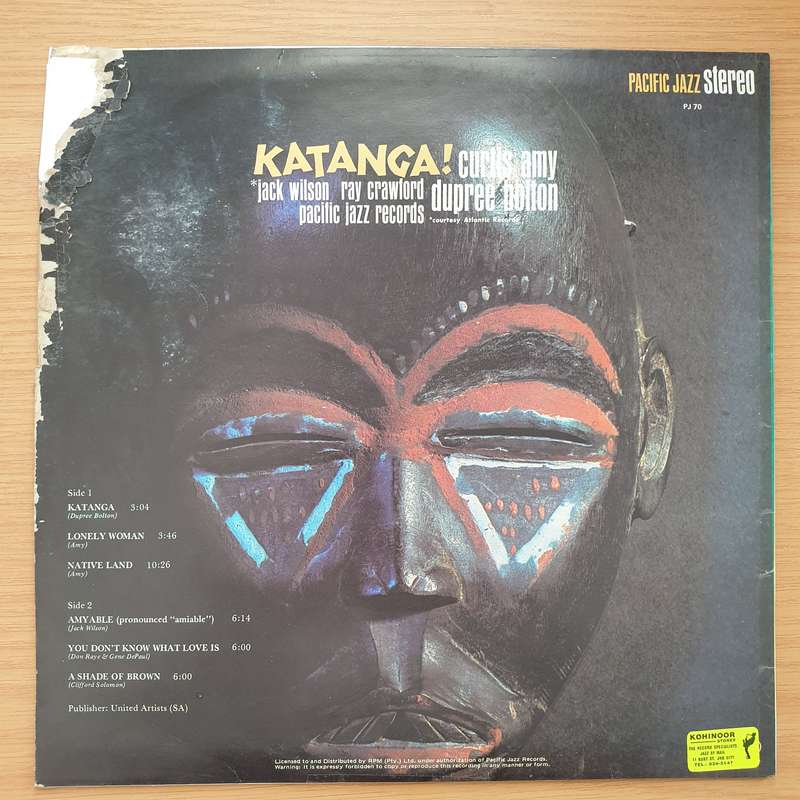 PACIFIC JAZZ stereo
PJ 70
KATANGA! curtis amy
*jack wilson ray crawford dupree bolton
pacific jazz records *courtesy Atlantic Records
Side 1
KATANGA 3:04
(Dupree Bolton)
LONELY WOMAN 3:46
(Amy)
NATIVE LAND 10:26
(Amy)
Side 2
AMYABLE (pronounced "amiable") 6:14
(Jack Wilson)
YOU DON'T KNOW WHAT LOVE IS 6:00
(Don Raye & Gene DePaul)
A SHADE OF BROWN 6:00
(Clifford Solomon)
Publisher: United Artists (SA)
Licensed to and Distributed by RPM (Pty.) Ltd. under authorization of Pacific Jazz Records.
Warning: It is expressly forbidden to copy or reproduce this recording in any manner or form.
KOHINOOR
STORES
THE RECORD SPECIALISTS
JAZZ BY MAIL
11 KORT ST. JHB CITY